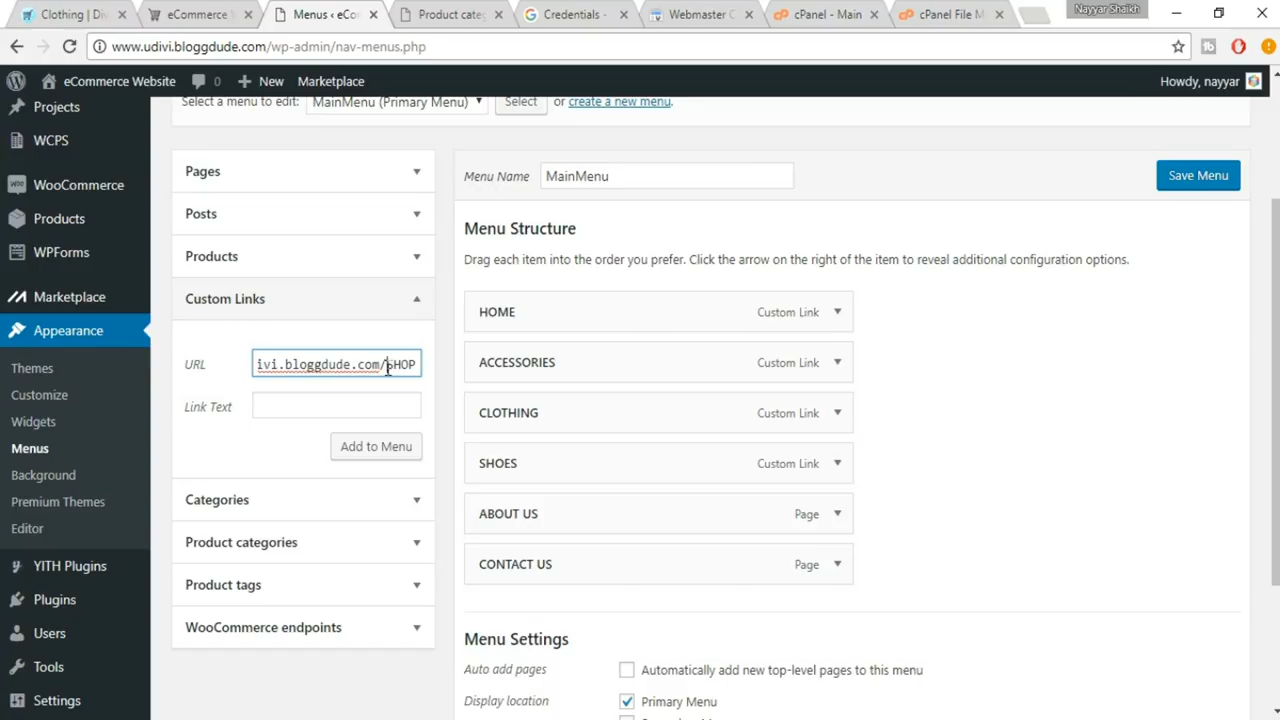 Clothing | Di
eCommerce
Menus ‹ eCo
Product cate
Credentials -
Webmaster C
cPanel - Main
cPanel File M
Nayyar Shaikh
www.udivi.bloggdude.com/wp-admin/nav-menus.php
eCommerce Website
0
New
Marketplace
Howdy, nayyar
Projects
WCPS
WooCommerce
Products
WPForms
Marketplace
Appearance
Themes
Customize
Widgets
Menus
Background
Premium Themes
Editor
YITH Plugins
Plugins
Users
Tools
Settings
Select a menu to edit: MainMenu (Primary Menu) Select or create a new menu.
Pages
Posts
Products
Custom Links
URL ivi.bloggdude.com/SHOP
Link Text
Add to Menu
Categories
Product categories
Product tags
WooCommerce endpoints
Menu Name MainMenu
Save Menu
Menu Structure
Drag each item into the order you prefer. Click the arrow on the right of the item to reveal additional configuration options.
HOME Custom Link
ACCESSORIES Custom Link
CLOTHING Custom Link
SHOES Custom Link
ABOUT US Page
CONTACT US Page
Menu Settings
Auto add pages Automatically add new top-level pages to this menu
Display location Primary Menu